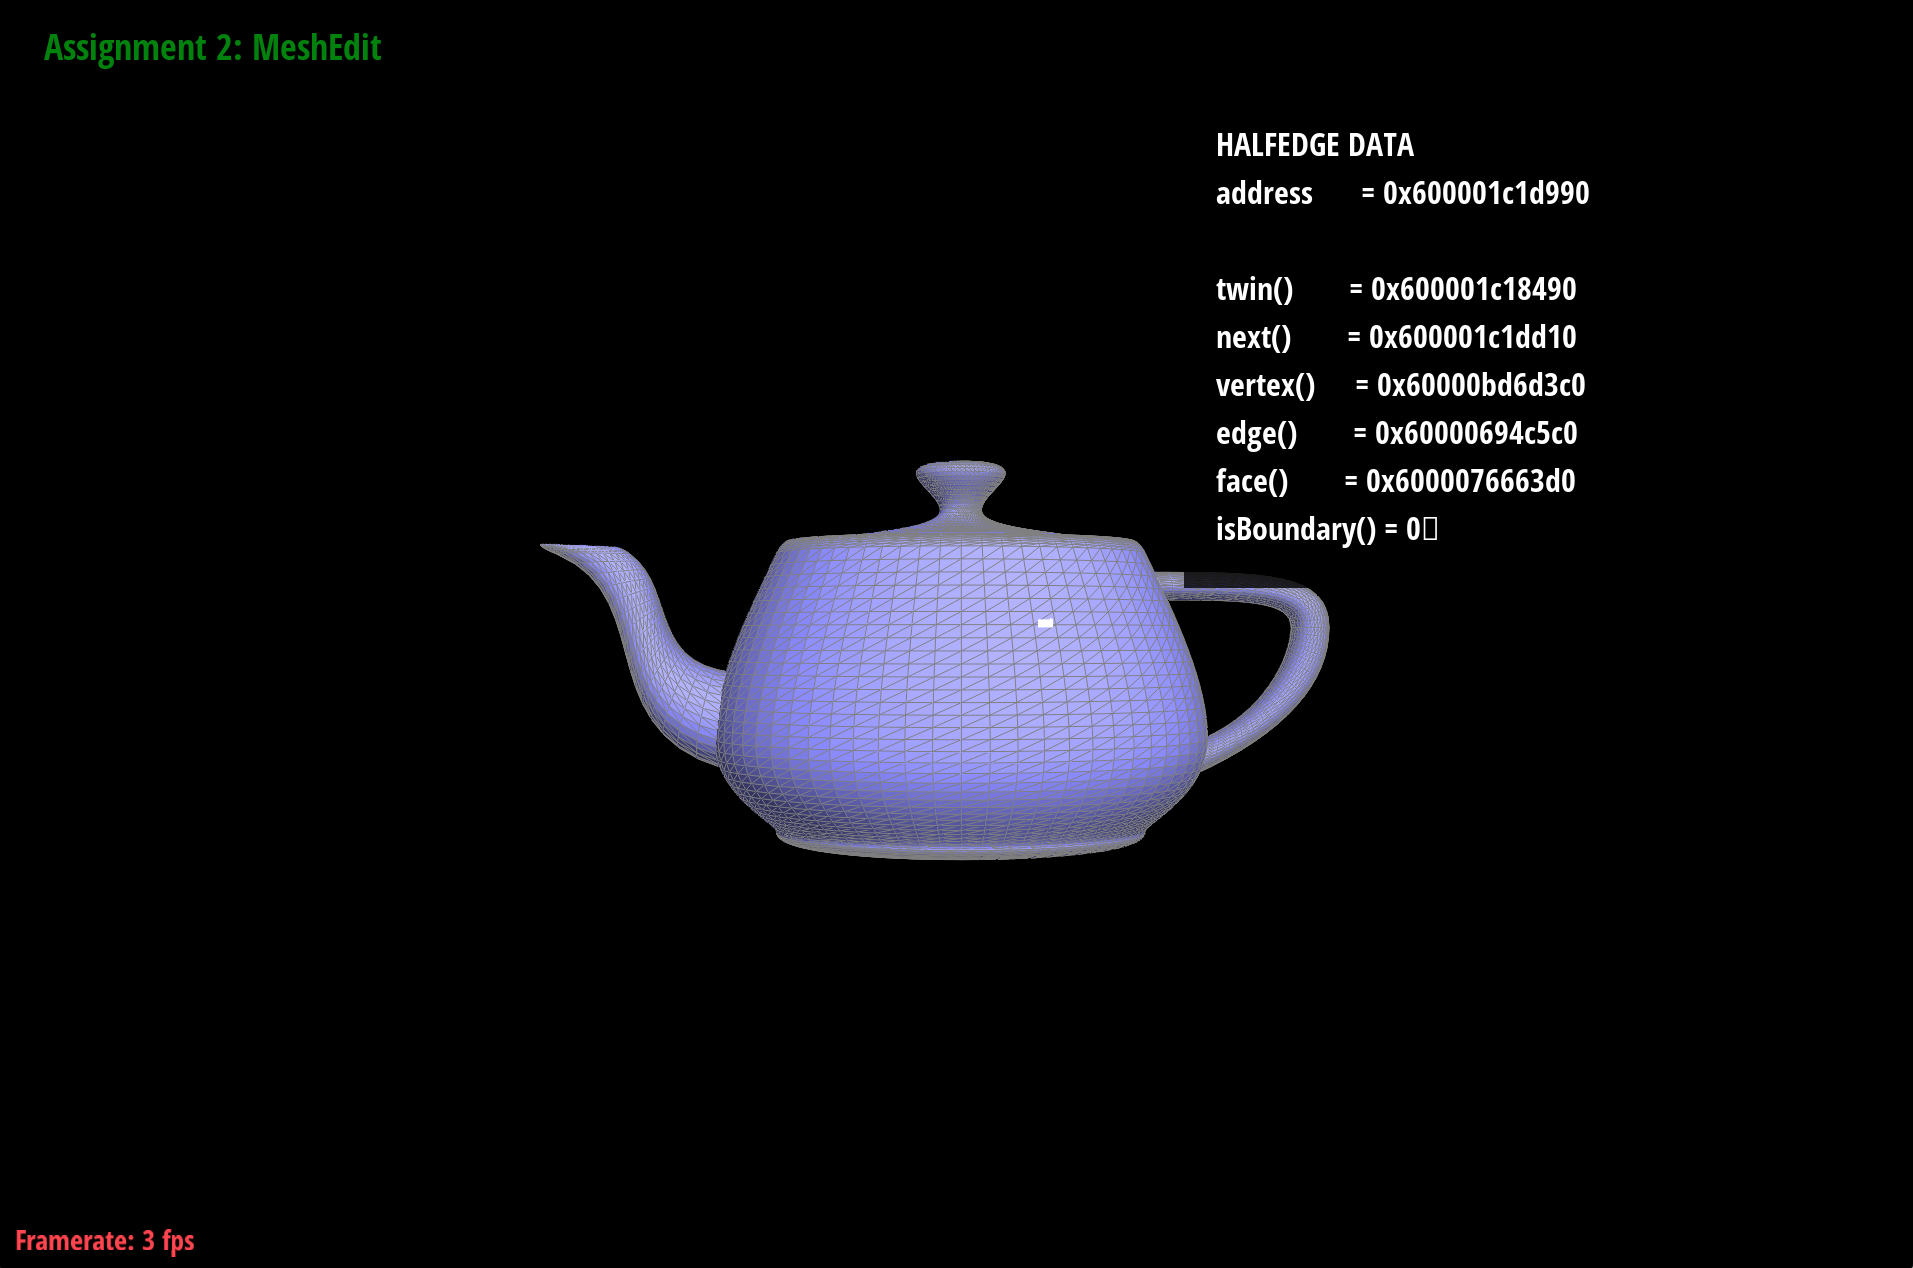 Assignment 2: MeshEdit
HALFEDGE DATA
address = 0x600001c1d990
twin() = 0x600001c18490
next() = 0x600001c1dd10
vertex() = 0x60000bd6d3c0
edge() = 0x60000694c5c0
face() = 0x6000076663d0
isBoundary() = 0
Framerate: 3 fps